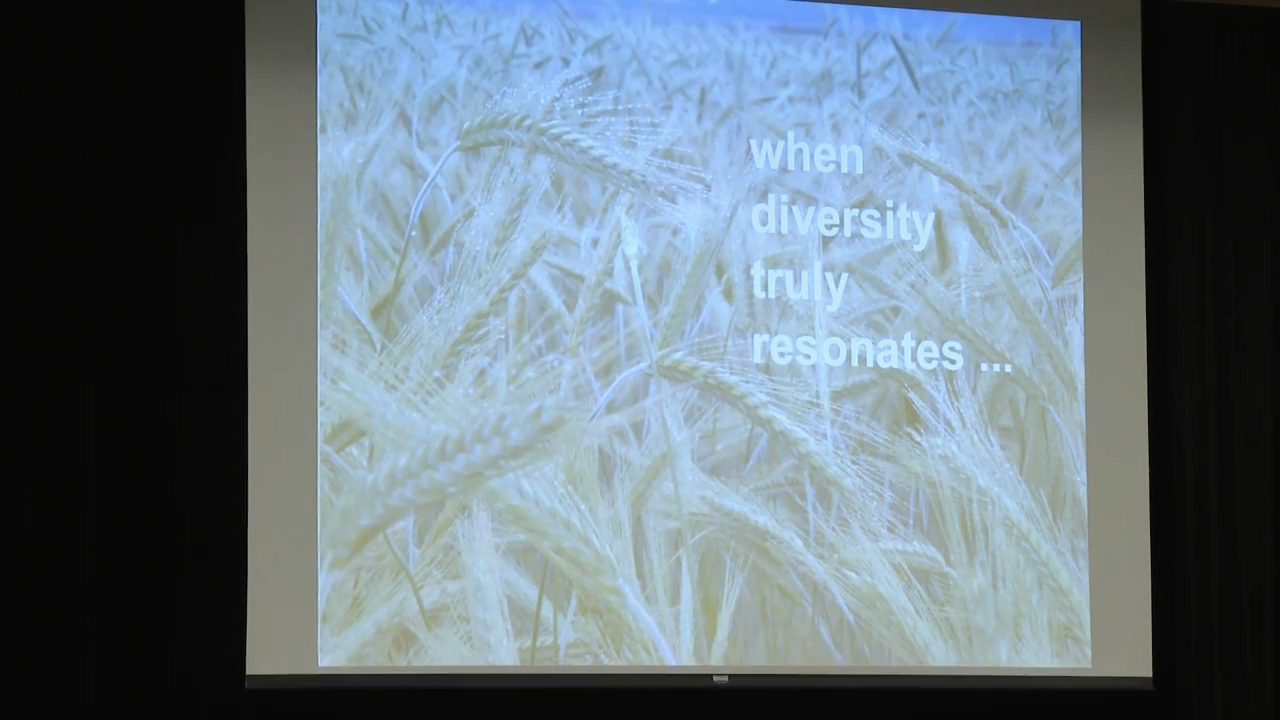 when
diversity
truly
resonates ...